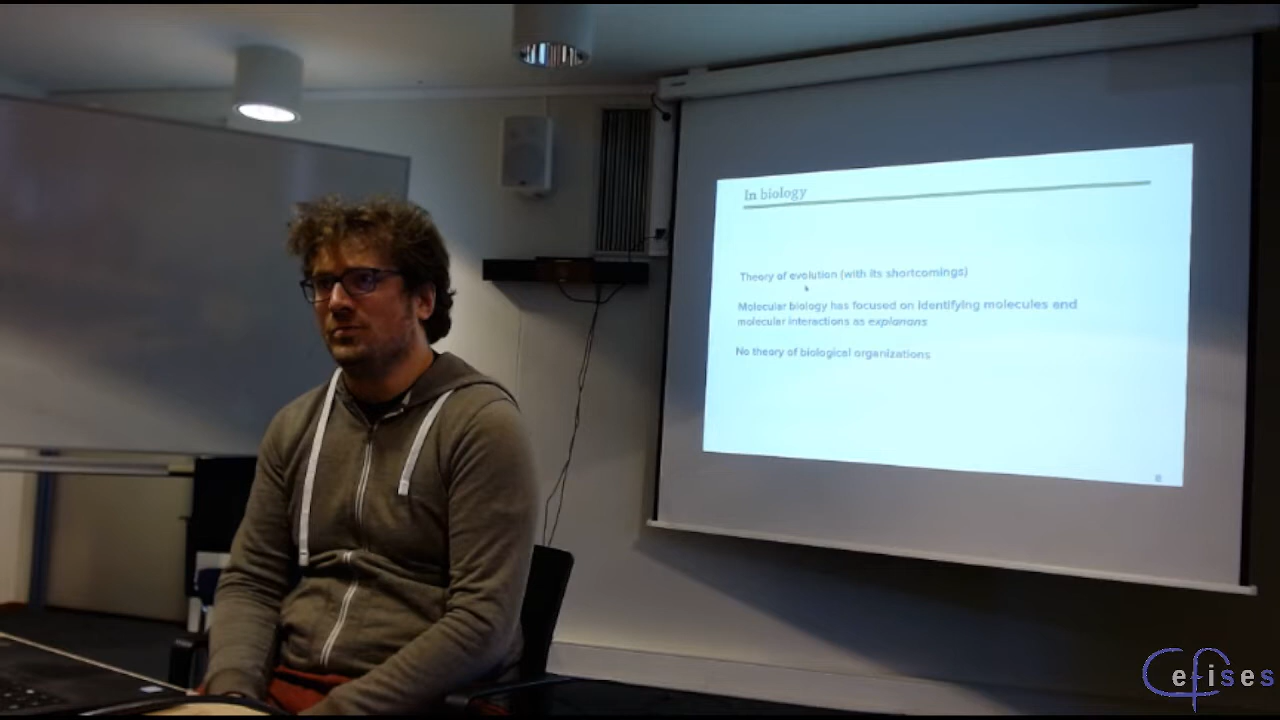 In biology
Theory of evolution (with its shortcomings)
Molecular biology has focused on identifying molecules and
molecular interactions as explanans
No theory of biological organizations
8
Cefises